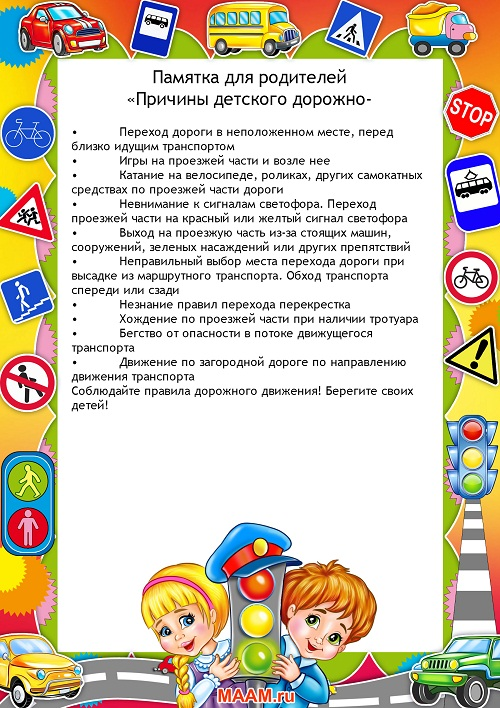 STOP
Памятка для родителей
«Причины детского дорожно-
• Переход дороги в неположенном месте, перед
близко идущим транспортом
• Игры на проезжей части и возле нее
• Катание на велосипеде, роликах, других самокатных
средствах по проезжей части дороги
• Невнимание к сигналам светофора. Переход
проезжей части на красный или желтый сигнал светофора
• Выход на проезжую часть из-за стоящих машин,
сооружений, зеленых насаждений или других препятствий
• Неправильный выбор места перехода дороги при
высадке из маршрутного транспорта. Обход транспорта
спереди или сзади
• Незнание правил перехода перекрестка
• Хождение по проезжей части при наличии тротуара
• Бегство от опасности в потоке движущегося
транспорта
• Движение по загородной дороге по направлению
движения транспорта
Соблюдайте правила дорожного движения! Берегите своих
детей!
MAAM.ru